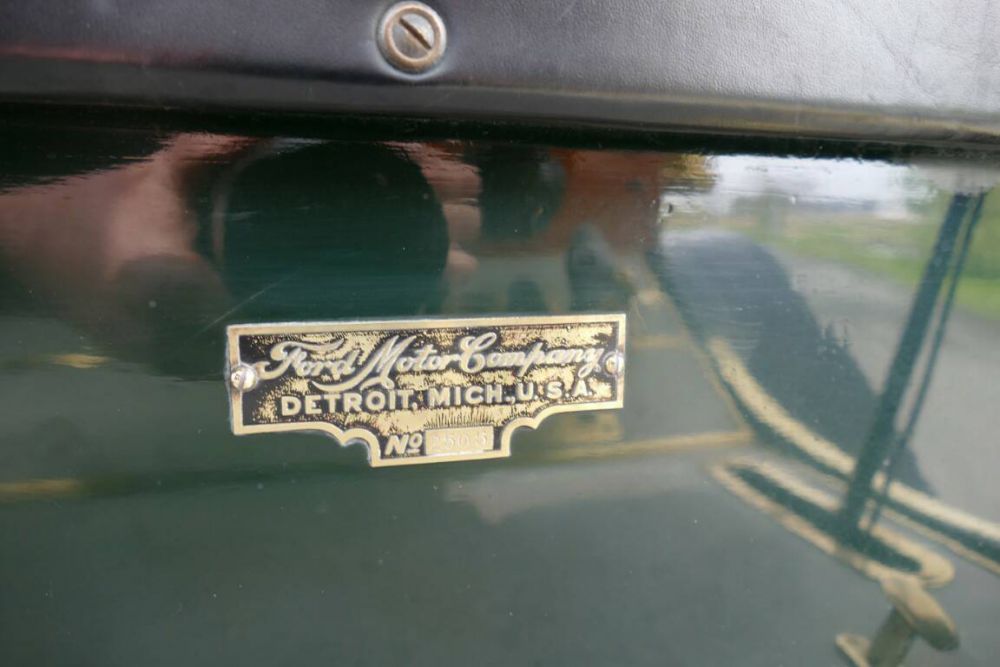 Ford Motor Company
DETROIT, MICH., U.S.A.
No